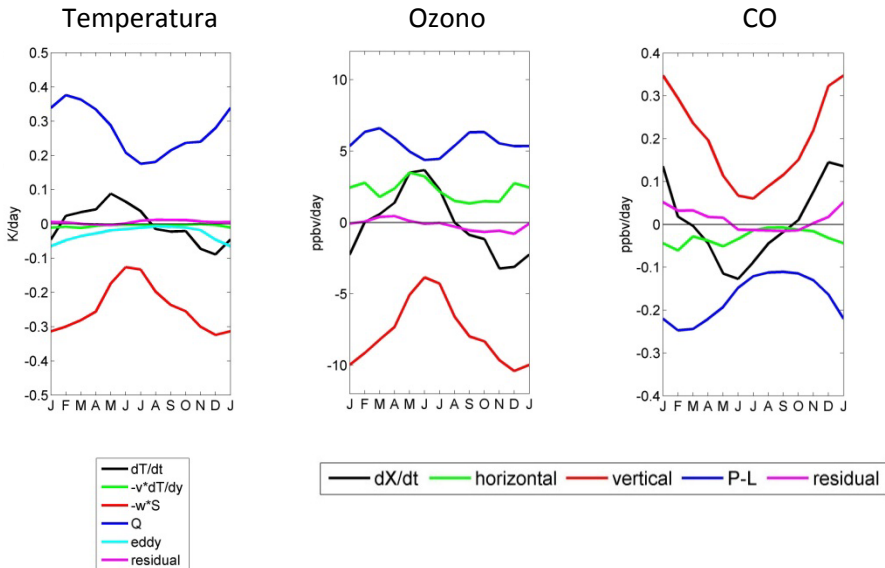 Temperatura
Ozono
CO
K/day
0.5
0.4
0.3
0.2
0.1
0
-0.1
-0.2
-0.3
-0.4
-0.5
J F M A M J J A S O N D J
ppbv/day
10
5
0
-5
-10
J F M A M J J A S O N D J
ppbv/day
0.4
0.3
0.2
0.1
0
-0.1
-0.2
-0.3
-0.4
J F M A M J J A S O N D J
dT/dt
-v*dT/dy
-w*S
Q
eddy
residual
dX/dt horizontal vertical P-L residual